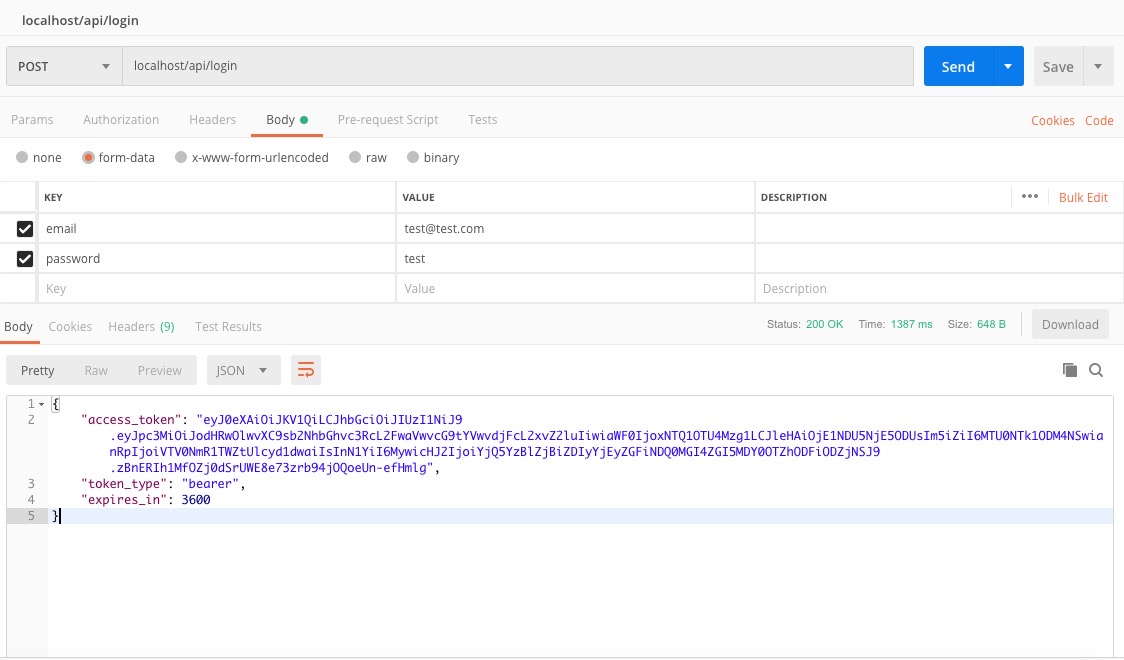 localhost/api/login
POST localhost/api/login Send Save
Params Authorization Headers Body Pre-request Script Tests Cookies Code
none form-data x-www-form-urlencoded raw binary
KEY VALUE DESCRIPTION ••• Bulk Edit
email test@test.com
password test
Key Value Description
Body Cookies Headers (9) Test Results Status: 200 OK Time: 1387 ms Size: 648 B Download
Pretty Raw Preview JSON
1 {
2 "access_token": "eyJ0eXAiOiJKV1QiLCJhbGciOiJIUzI1NiJ9
.eyJpc3MiOiJodHRwOlwvXC9sb2NhbGhvc3RcL2FwaVwvcG9tYVwvdjFcL2xvZ2luIiwiaWF0IjoxNTQ1OTU4Mzg1LCJleHAiOjE1NDU5NjE5ODUsIm5iZiI6MTU0NTk1ODM4NSwia
nRpIjoiVTV0NmR1TWZtUlcyd1dwaiIsInN1YiI6MywicHJ2IjoiYjQ5YzBlZjBiZDIyYjEyZGFiNDQ0MGI4ZGI5MDY0OTZhODFiODZjNSJ9
.zBnERIh1MfOZj0dSrUWE8e73zrb94jOQoeUn-efHmlg",
3 "token_type": "bearer",
4 "expires_in": 3600
5 }